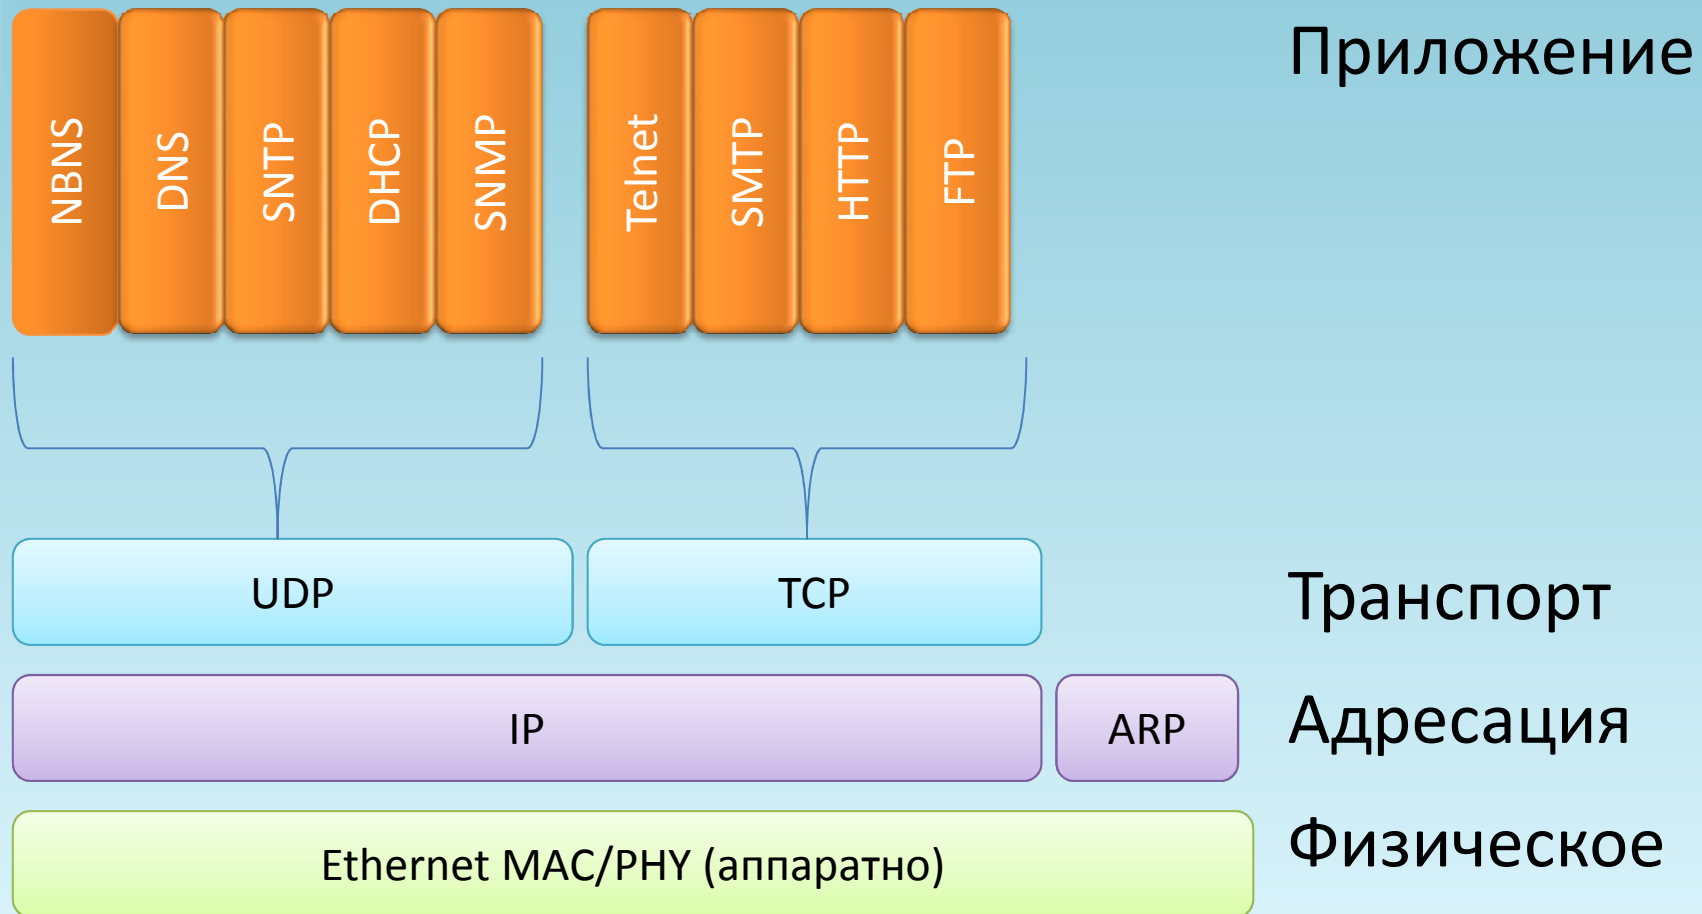 Приложение
NBNS
DNS
SNTP
DHCP
SNMP
Telnet
SMTP
HTTP
FTP
UDP
TCP
Транспорт
IP
ARP
Адресация
Ethernet MAC/PHY (аппаратно)
Физическое